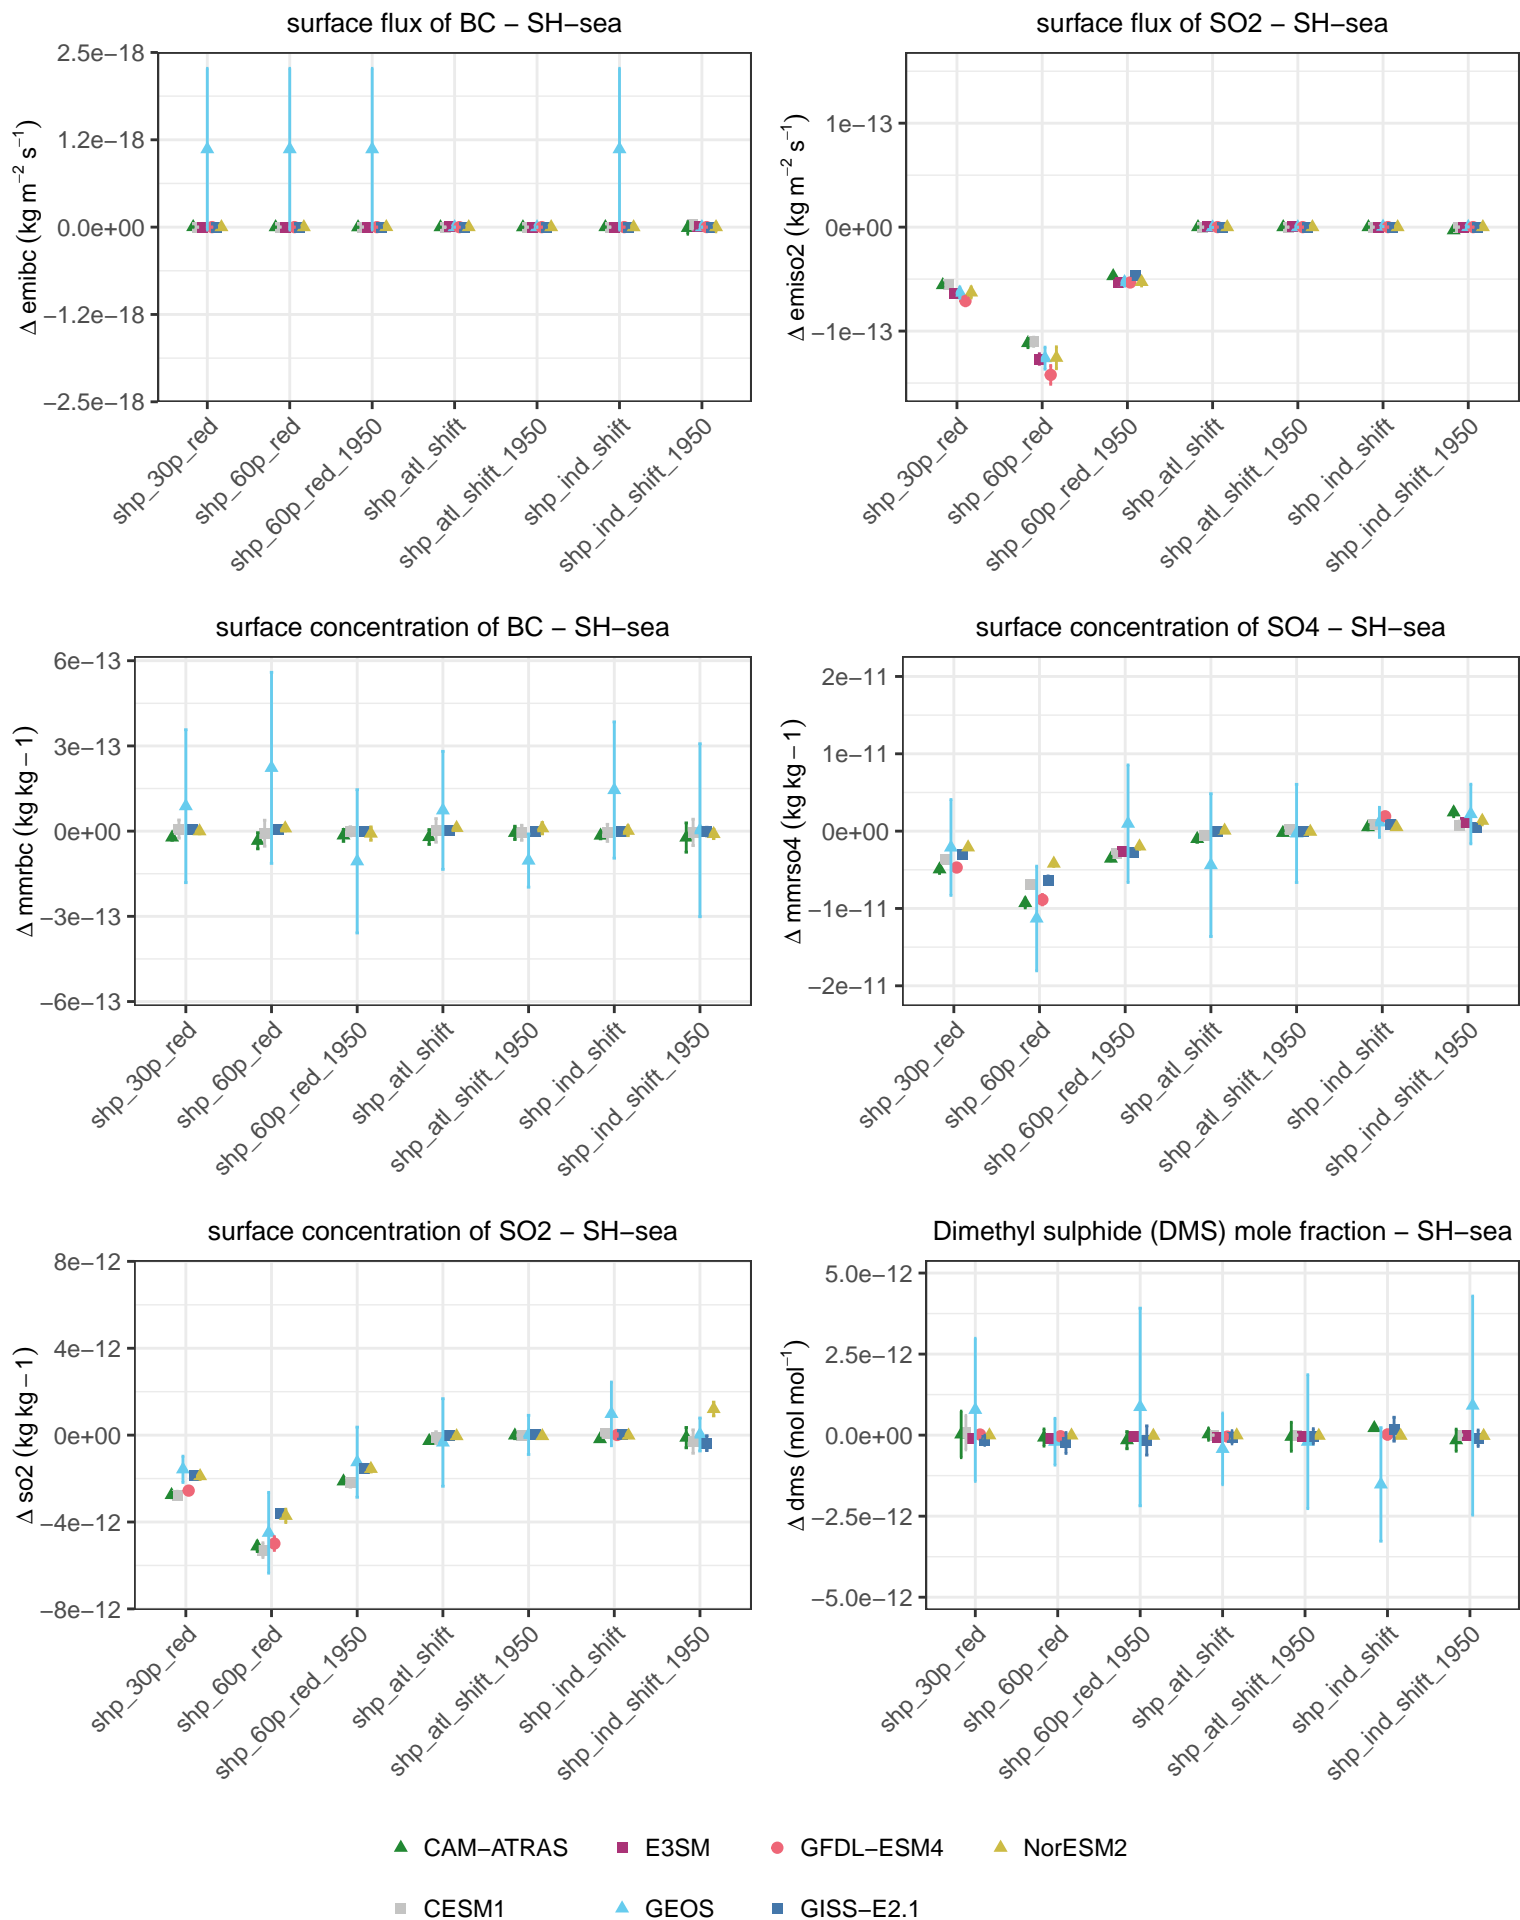 surface flux of BC − SH−sea
Δ emibc (kg m−2 s−1)
2.5e−18
1.2e−18
0.0e+00
−1.2e−18
−2.5e−18
shp_30p_red
shp_60p_red
shp_60p_red_1950
shp_atl_shift
shp_atl_shift_1950
shp_ind_shift
shp_ind_shift_1950
surface flux of SO2 − SH−sea
Δ emiso2 (kg m−2 s−1)
1e−13
0e+00
−1e−13
shp_30p_red
shp_60p_red
shp_60p_red_1950
shp_atl_shift
shp_atl_shift_1950
shp_ind_shift
shp_ind_shift_1950
surface concentration of BC − SH−sea
Δ mmrbc (kg kg − 1)
6e−13
3e−13
0e+00
−3e−13
−6e−13
shp_30p_red
shp_60p_red
shp_60p_red_1950
shp_atl_shift
shp_atl_shift_1950
shp_ind_shift
shp_ind_shift_1950
surface concentration of SO4 − SH−sea
Δ mmrso4 (kg kg − 1)
2e−11
1e−11
0e+00
−1e−11
−2e−11
shp_30p_red
shp_60p_red
shp_60p_red_1950
shp_atl_shift
shp_atl_shift_1950
shp_ind_shift
shp_ind_shift_1950
surface concentration of SO2 − SH−sea
Δ so2 (kg kg − 1)
8e−12
4e−12
0e+00
−4e−12
−8e−12
shp_30p_red
shp_60p_red
shp_60p_red_1950
shp_atl_shift
shp_atl_shift_1950
shp_ind_shift
shp_ind_shift_1950
Dimethyl sulphide (DMS) mole fraction − SH−sea
Δ dms (mol mol−1)
5.0e−12
2.5e−12
0.0e+00
−2.5e−12
−5.0e−12
shp_30p_red
shp_60p_red
shp_60p_red_1950
shp_atl_shift
shp_atl_shift_1950
shp_ind_shift
shp_ind_shift_1950
CAM−ATRAS E3SM GFDL−ESM4 NorESM2
CESM1 GEOS GISS−E2.1